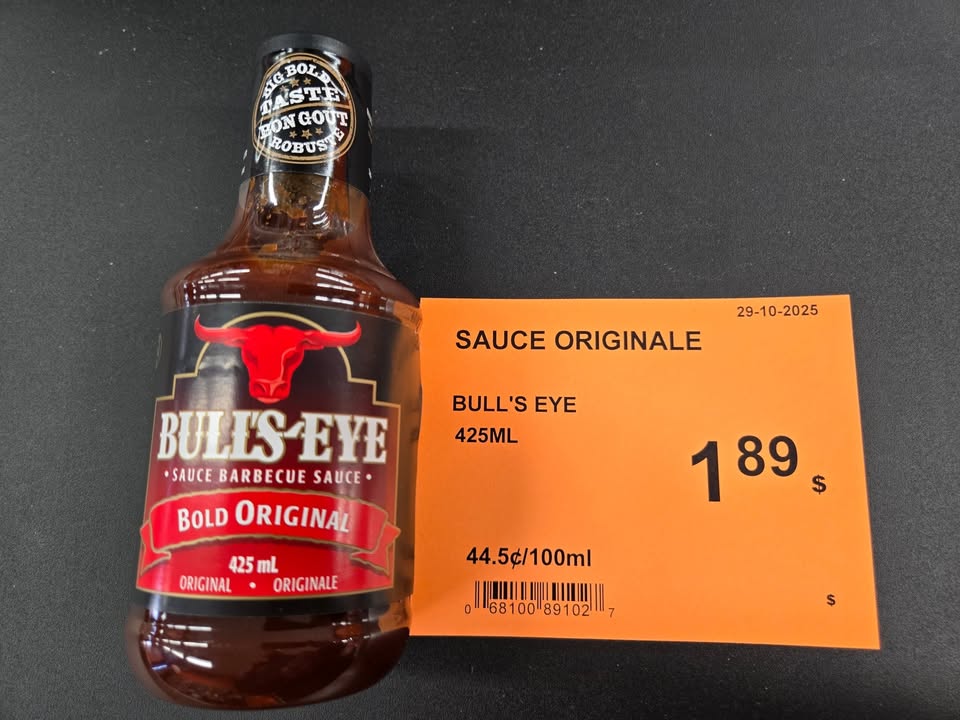 BIG BOLD
TASTE
BON GOUT
ROBUSTE
BULL'S-EYE
• SAUCE BARBECUE SAUCE •
BOLD ORIGINAL
425 mL
ORIGINAL • ORIGINALE
29-10-2025
SAUCE ORIGINALE
BULL'S EYE
425ML
1 89 $
44.5¢/100ml
0 68100 89102 7
$